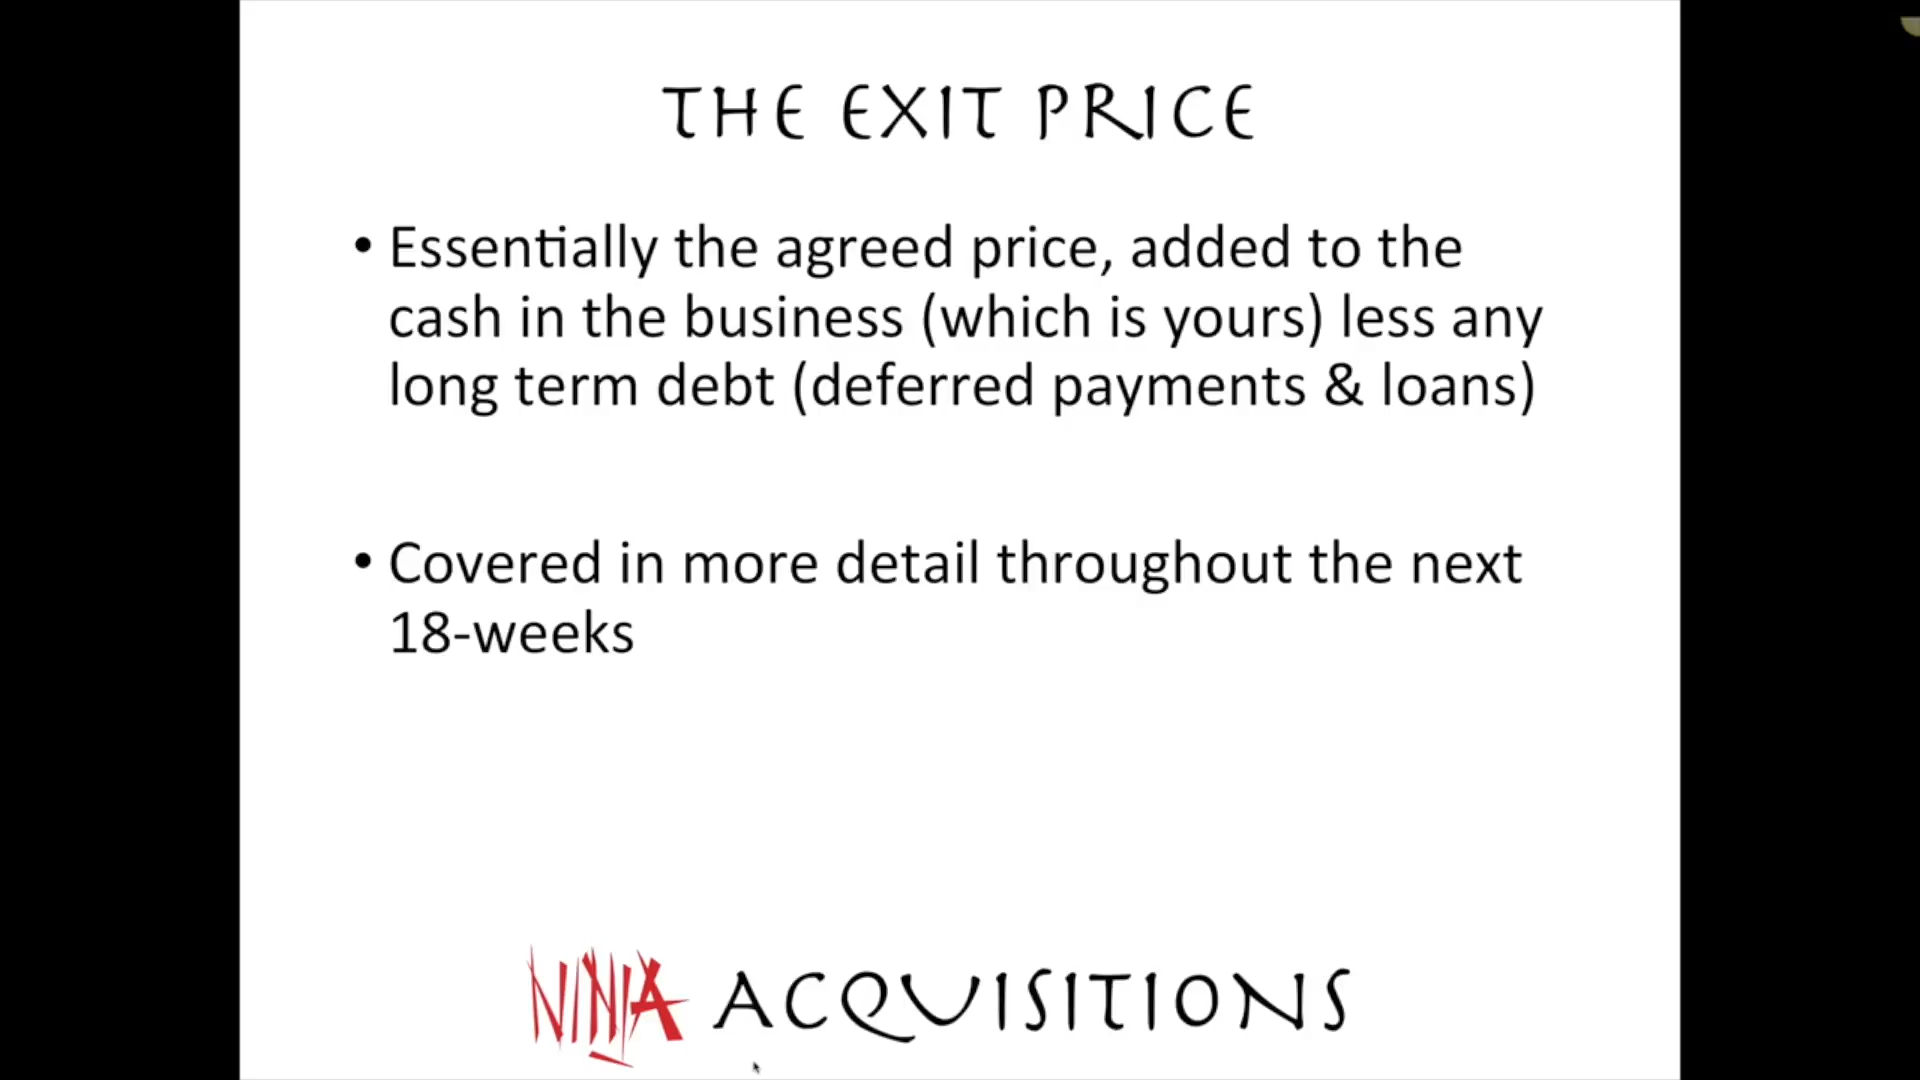 THE EXIT PRICE
• Essentially the agreed price, added to the
cash in the business (which is yours) less any
long term debt (deferred payments & loans)
• Covered in more detail throughout the next
18-weeks
NINJA ACQUISITIONS